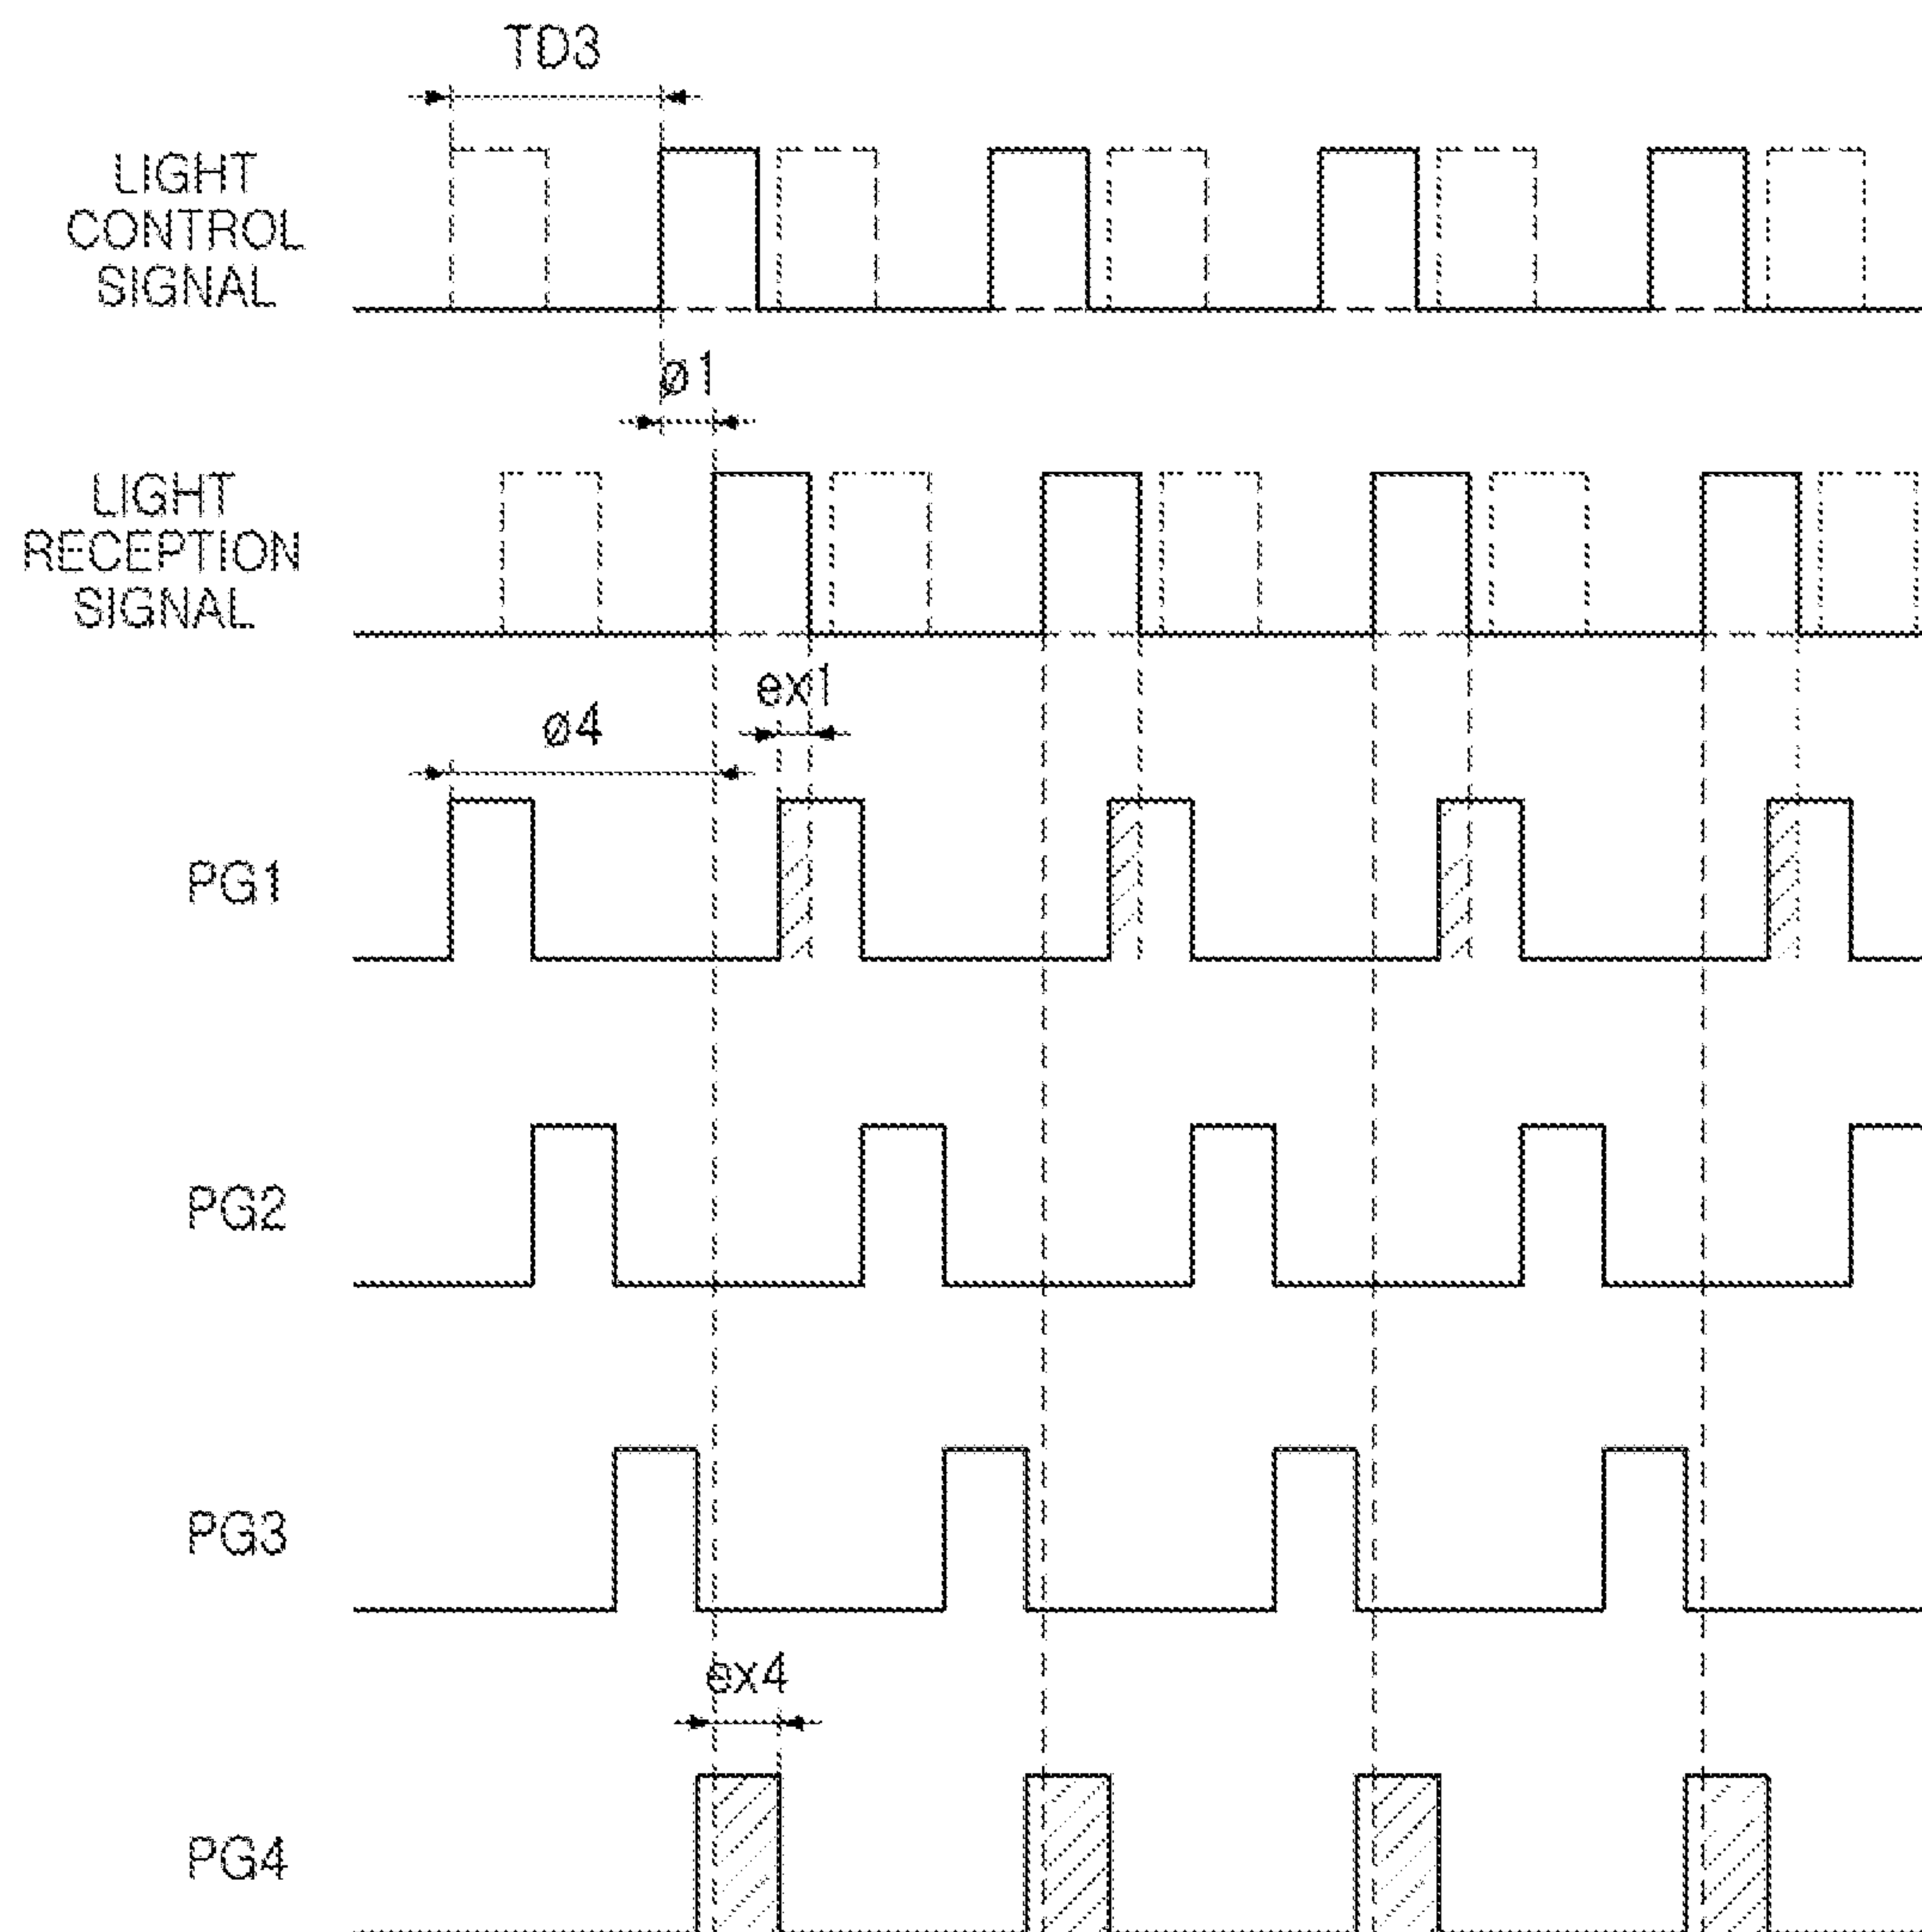 TD3
LIGHT
CONTROL
SIGNAL
ø1
LIGHT
RECEPTION
SIGNAL
ex1
ø4
PG1
PG2
PG3
ex4
PG4